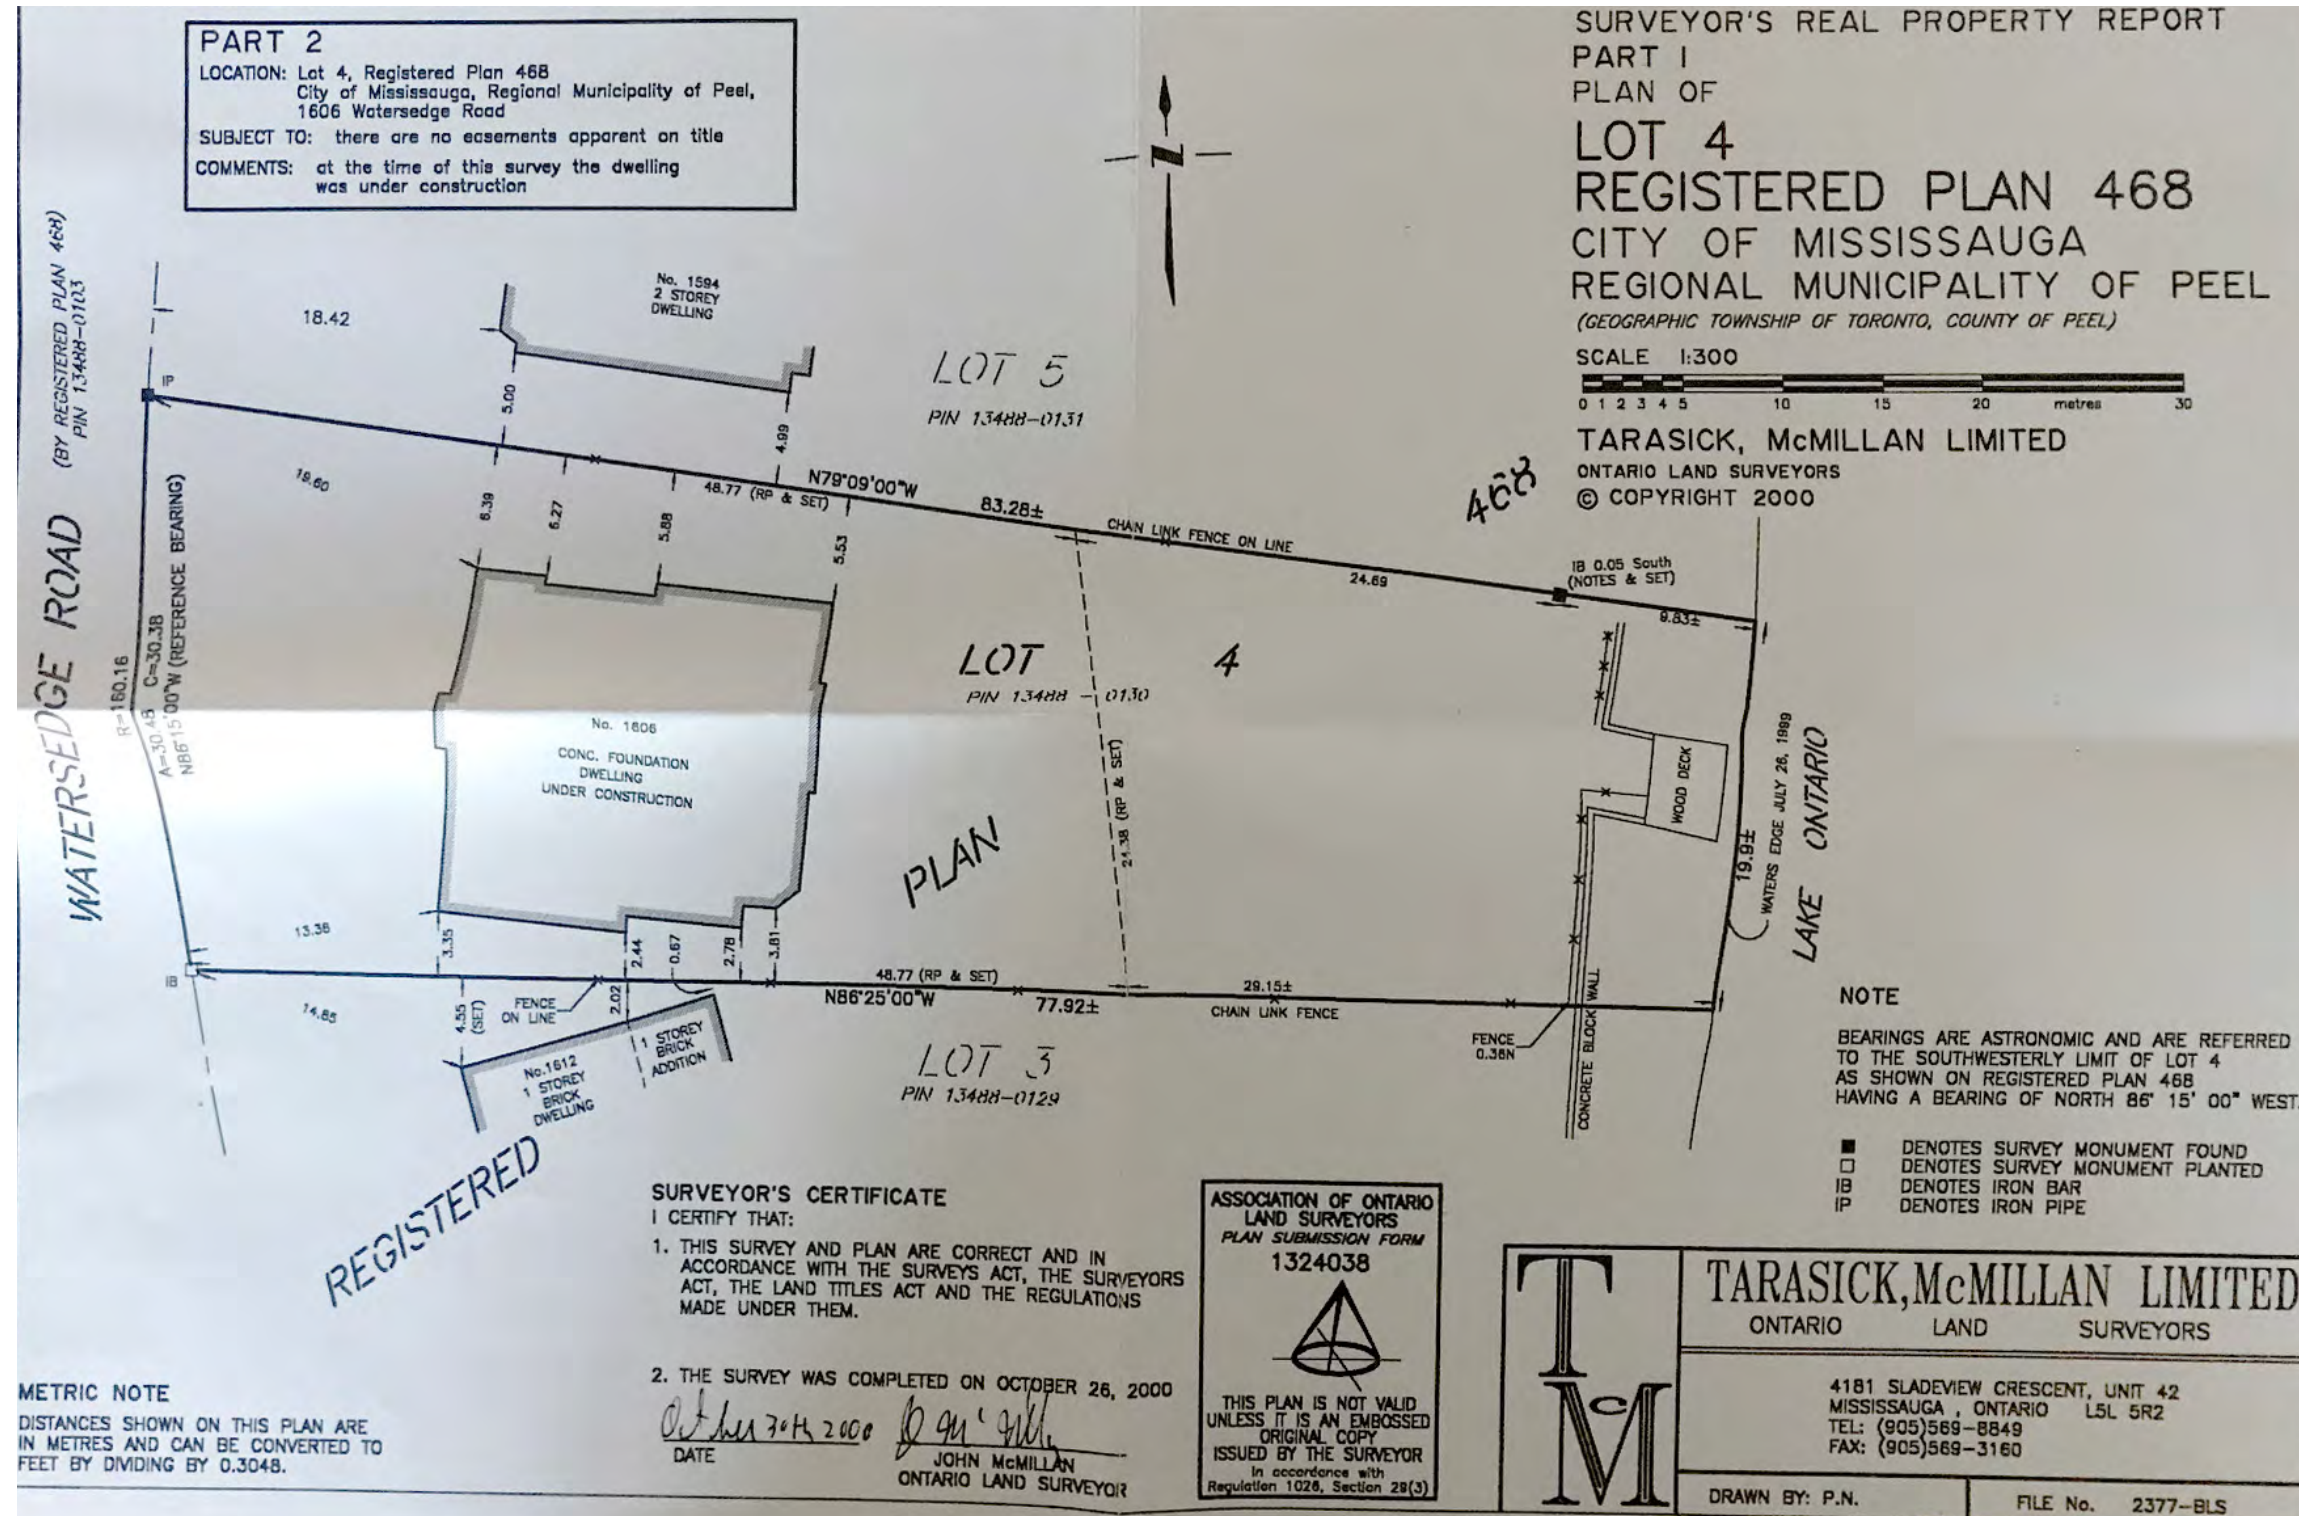 PART 2
LOCATION: Lot 4, Registered Plan 468
City of Mississauga, Regional Municipality of Peel,
1606 Watersedge Road
SUBJECT TO: there are no easements apparent on title
COMMENTS: at the time of this survey the dwelling
was under construction
SURVEYOR'S REAL PROPERTY REPORT
PART I
PLAN OF
LOT 4
REGISTERED PLAN 468
CITY OF MISSISSAUGA
REGIONAL MUNICIPALITY OF PEEL
(GEOGRAPHIC TOWNSHIP OF TORONTO, COUNTY OF PEEL)
SCALE 1:300
0 1 2 3 4 5 10 15 20 metres 30
TARASICK, McMILLAN LIMITED
ONTARIO LAND SURVEYORS
© COPYRIGHT 2000
WATERSEDGE ROAD
(BY REGISTERED PLAN 468)
PIN 13488-0103
N
18.42
No. 1594
2 STOREY
DWELLING
LOT 5
PIN 13488-0131
IP
5.00
4.99
19.60
6.39
6.27
5.88
5.53
48.77 (RP & SET)
N79°09'00"W
83.28±
CHAIN LINK FENCE ON LINE
24.69
468
IB 0.05 South
(NOTES & SET)
9.83±
R=160.16
A=30.48 C=30.38
N86°15'00"W (REFERENCE BEARING)
LOT 4
PIN 13488-0130
No. 1606
CONC. FOUNDATION
DWELLING
UNDER CONSTRUCTION
24.38 (RP & SET)
PLAN
WOOD DECK
19.9±
WATERS EDGE JULY 26, 1999
LAKE ONTARIO
13.36
3.35
2.44
0.67
2.78
3.81
IB
14.85
4.55
(SET)
FENCE
ON LINE
2.02
48.77 (RP & SET)
N86°25'00"W
77.92±
29.15±
CHAIN LINK FENCE
FENCE
0.36N
CONCRETE BLOCK WALL
No.1612
1 STOREY
BRICK
DWELLING
1 STOREY
BRICK
ADDITION
LOT 3
PIN 13488-0129
REGISTERED
NOTE
BEARINGS ARE ASTRONOMIC AND ARE REFERRED
TO THE SOUTHWESTERLY LIMIT OF LOT 4
AS SHOWN ON REGISTERED PLAN 468
HAVING A BEARING OF NORTH 86° 15' 00" WEST.
DENOTES SURVEY MONUMENT FOUND
DENOTES SURVEY MONUMENT PLANTED
IB DENOTES IRON BAR
IP DENOTES IRON PIPE
SURVEYOR'S CERTIFICATE
I CERTIFY THAT:
1. THIS SURVEY AND PLAN ARE CORRECT AND IN
ACCORDANCE WITH THE SURVEYS ACT, THE SURVEYORS
ACT, THE LAND TITLES ACT AND THE REGULATIONS
MADE UNDER THEM.
2. THE SURVEY WAS COMPLETED ON OCTOBER 26, 2000
October 30th 2000
DATE
JOHN McMILLAN
ONTARIO LAND SURVEYOR
ASSOCIATION OF ONTARIO
LAND SURVEYORS
PLAN SUBMISSION FORM
1324038
THIS PLAN IS NOT VALID
UNLESS IT IS AN EMBOSSED
ORIGINAL COPY
ISSUED BY THE SURVEYOR
In accordance with
Regulation 1026, Section 29(3)
METRIC NOTE
DISTANCES SHOWN ON THIS PLAN ARE
IN METRES AND CAN BE CONVERTED TO
FEET BY DIVIDING BY 0.3048.
TMc
TARASICK,McMILLAN LIMITED
ONTARIO LAND SURVEYORS
4181 SLADEVIEW CRESCENT, UNIT 42
MISSISSAUGA , ONTARIO L5L 5R2
TEL: (905)569-8849
FAX: (905)569-3160
DRAWN BY: P.N.
FILE No. 2377-BLS